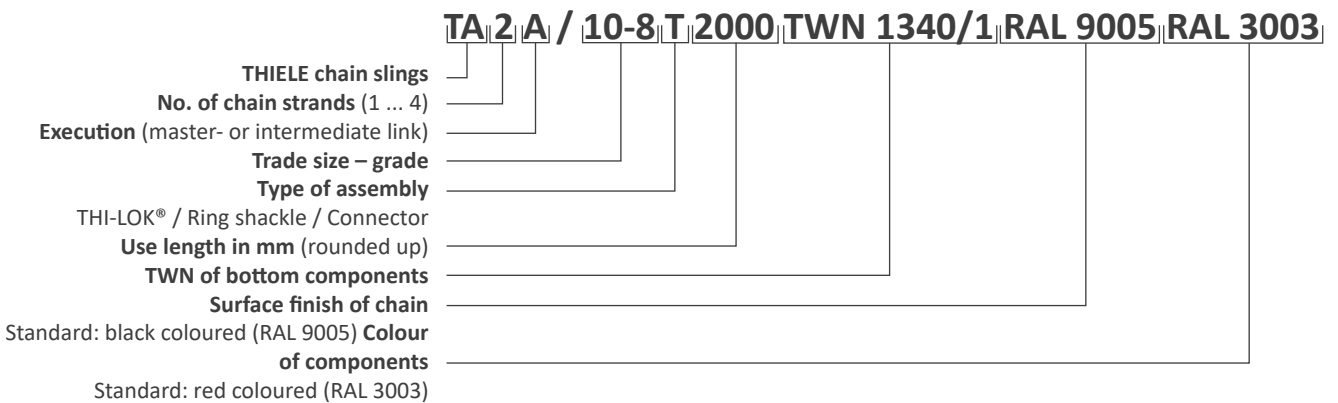 TA 2 A / 10-8 T 2000 TWN 1340/1 RAL 9005 RAL 3003
THIELE chain slings
No. of chain strands (1 ... 4)
Execution (master- or intermediate link)
Trade size – grade
Type of assembly
THI-LOK® / Ring shackle / Connector
Use length in mm (rounded up)
TWN of bottom components
Surface finish of chain
Standard: black coloured (RAL 9005) Colour
of components
Standard: red coloured (RAL 3003)